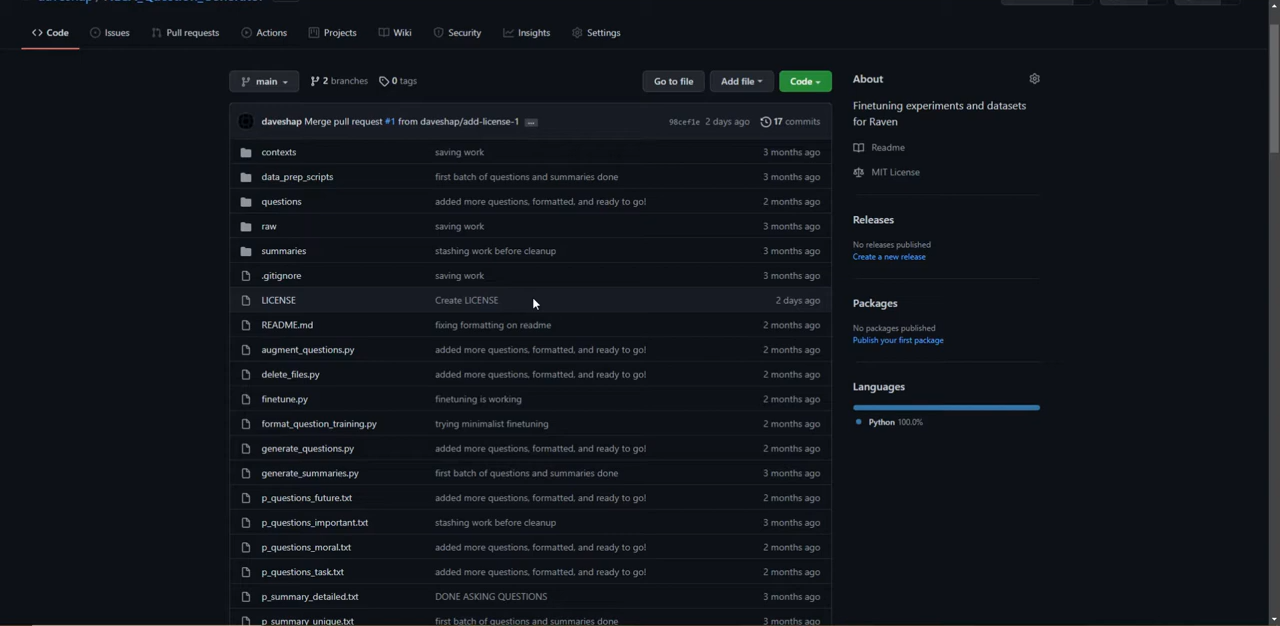 Code Issues Pull requests Actions Projects Wiki Security Insights Settings
main 2 branches 0 tags Go to file Add file Code
daveshap Merge pull request #1 from daveshap/add-license-1 ... 98cef1e 2 days ago 17 commits
contexts saving work 3 months ago
data_prep_scripts first batch of questions and summaries done 3 months ago
questions added more questions, formatted, and ready to go! 2 months ago
raw saving work 3 months ago
summaries stashing work before cleanup 3 months ago
.gitignore saving work 3 months ago
LICENSE Create LICENSE 2 days ago
README.md fixing formatting on readme 2 months ago
augment_questions.py added more questions, formatted, and ready to go! 2 months ago
delete_files.py added more questions, formatted, and ready to go! 2 months ago
finetune.py finetuning is working 2 months ago
format_question_training.py trying minimalist finetuning 2 months ago
generate_questions.py added more questions, formatted, and ready to go! 2 months ago
generate_summaries.py first batch of questions and summaries done 3 months ago
p_questions_future.txt added more questions, formatted, and ready to go! 2 months ago
p_questions_important.txt stashing work before cleanup 3 months ago
p_questions_moral.txt added more questions, formatted, and ready to go! 2 months ago
p_questions_task.txt added more questions, formatted, and ready to go! 2 months ago
p_summary_detailed.txt DONE ASKING QUESTIONS 3 months ago
p_summary_unique.txt first batch of questions and summaries done 3 months ago
About
Finetuning experiments and datasets
for Raven
Readme
MIT License
Releases
No releases published
Create a new release
Packages
No packages published
Publish your first package
Languages
Python 100.0%